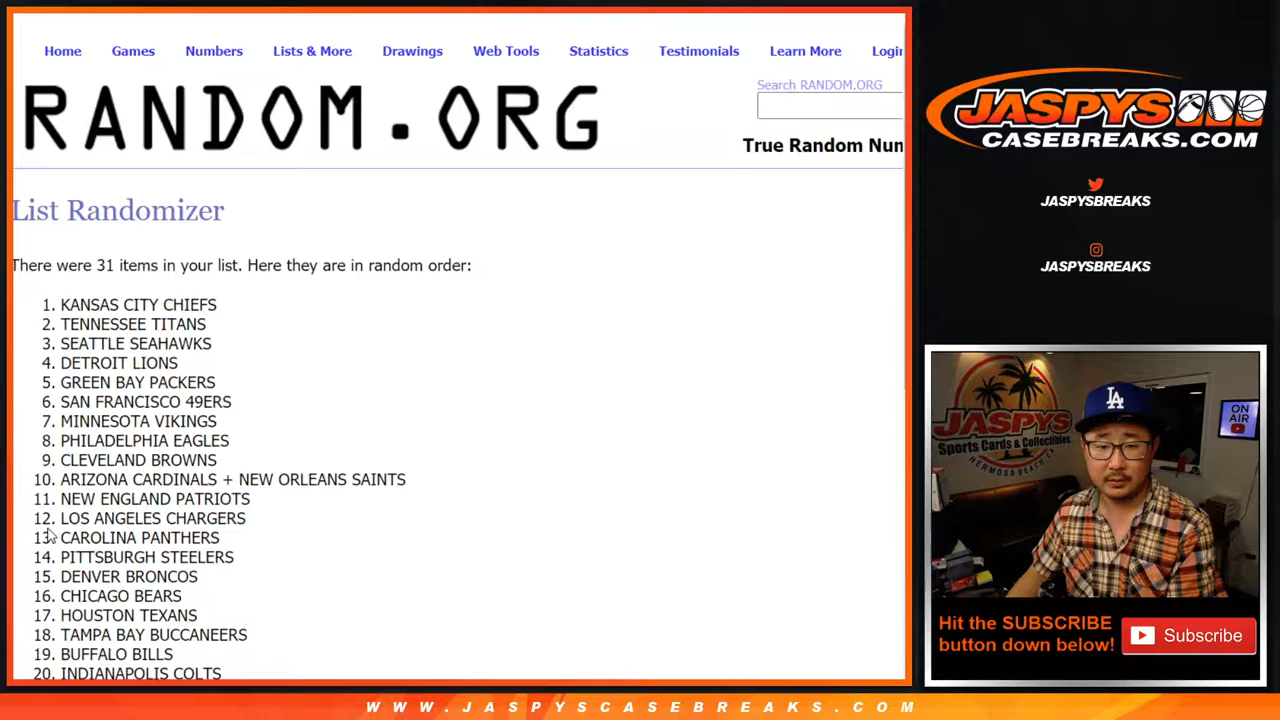 Home Games Numbers Lists & More Drawings Web Tools Statistics Testimonials Learn More Login
RANDOM.ORG
Search RANDOM.ORG
True Random Num
List Randomizer
There were 31 items in your list. Here they are in random order:
1. KANSAS CITY CHIEFS
2. TENNESSEE TITANS
3. SEATTLE SEAHAWKS
4. DETROIT LIONS
5. GREEN BAY PACKERS
6. SAN FRANCISCO 49ERS
7. MINNESOTA VIKINGS
8. PHILADELPHIA EAGLES
9. CLEVELAND BROWNS
10. ARIZONA CARDINALS + NEW ORLEANS SAINTS
11. NEW ENGLAND PATRIOTS
12. LOS ANGELES CHARGERS
13. CAROLINA PANTHERS
14. PITTSBURGH STEELERS
15. DENVER BRONCOS
16. CHICAGO BEARS
17. HOUSTON TEXANS
18. TAMPA BAY BUCCANEERS
19. BUFFALO BILLS
20. INDIANAPOLIS COLTS
JASPYS
CASEBREAKS.COM
JASPYSBREAKS
JASPYSBREAKS
JASPYS
Sports Cards & Collectibles
HERMOSA BEACH
LA
ON
AIR
Hit the SUBSCRIBE
button down below!
Subscribe
WWW.JASPYSCASEBREAKS.COM